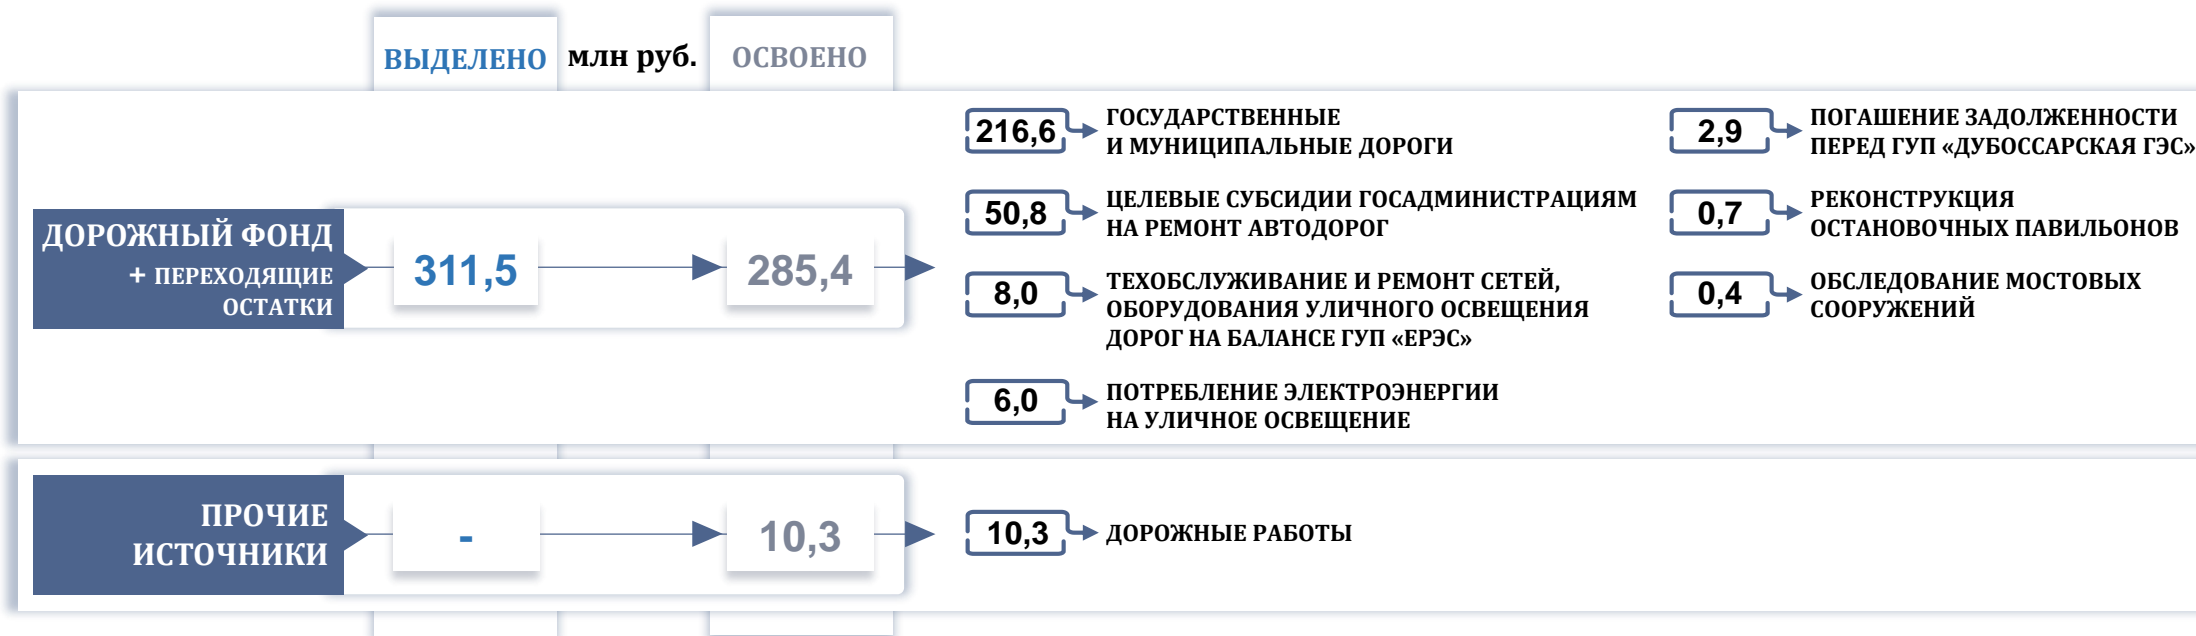 ВЫДЕЛЕНО млн руб. ОСВОЕНО
ДОРОЖНЫЙ ФОНД
+ ПЕРЕХОДЯЩИЕ
ОСТАТКИ
311,5
285,4
216,6
ГОСУДАРСТВЕННЫЕ
И МУНИЦИПАЛЬНЫЕ ДОРОГИ
50,8
ЦЕЛЕВЫЕ СУБСИДИИ ГОСАДМИНИСТРАЦИЯМ
НА РЕМОНТ АВТОДОРОГ
8,0
ТЕХОБСЛУЖИВАНИЕ И РЕМОНТ СЕТЕЙ,
ОБОРУДОВАНИЯ УЛИЧНОГО ОСВЕЩЕНИЯ
ДОРОГ НА БАЛАНСЕ ГУП «ЕРЭС»
6,0
ПОТРЕБЛЕНИЕ ЭЛЕКТРОЭНЕРГИИ
НА УЛИЧНОЕ ОСВЕЩЕНИЕ
2,9
ПОГАШЕНИЕ ЗАДОЛЖЕННОСТИ
ПЕРЕД ГУП «ДУБОССАРСКАЯ ГЭС»
0,7
РЕКОНСТРУКЦИЯ
ОСТАНОВОЧНЫХ ПАВИЛЬОНОВ
0,4
ОБСЛЕДОВАНИЕ МОСТОВЫХ
СООРУЖЕНИЙ
ПРОЧИЕ
ИСТОЧНИКИ
-
10,3
10,3
ДОРОЖНЫЕ РАБОТЫ